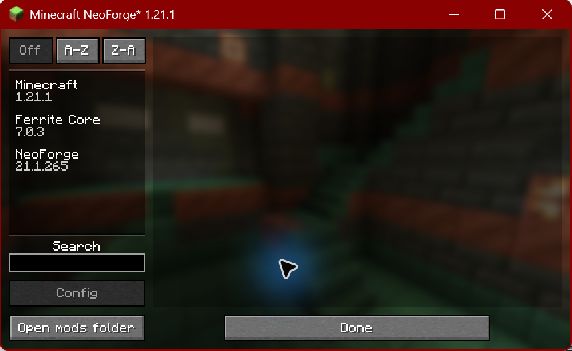 Minecraft NeoForge* 1.21.1
Off A-Z Z-A
Minecraft
1.21.1
Ferrite Core
7.0.3
NeoForge
21.1.265
Search
Config
Open mods folder Done